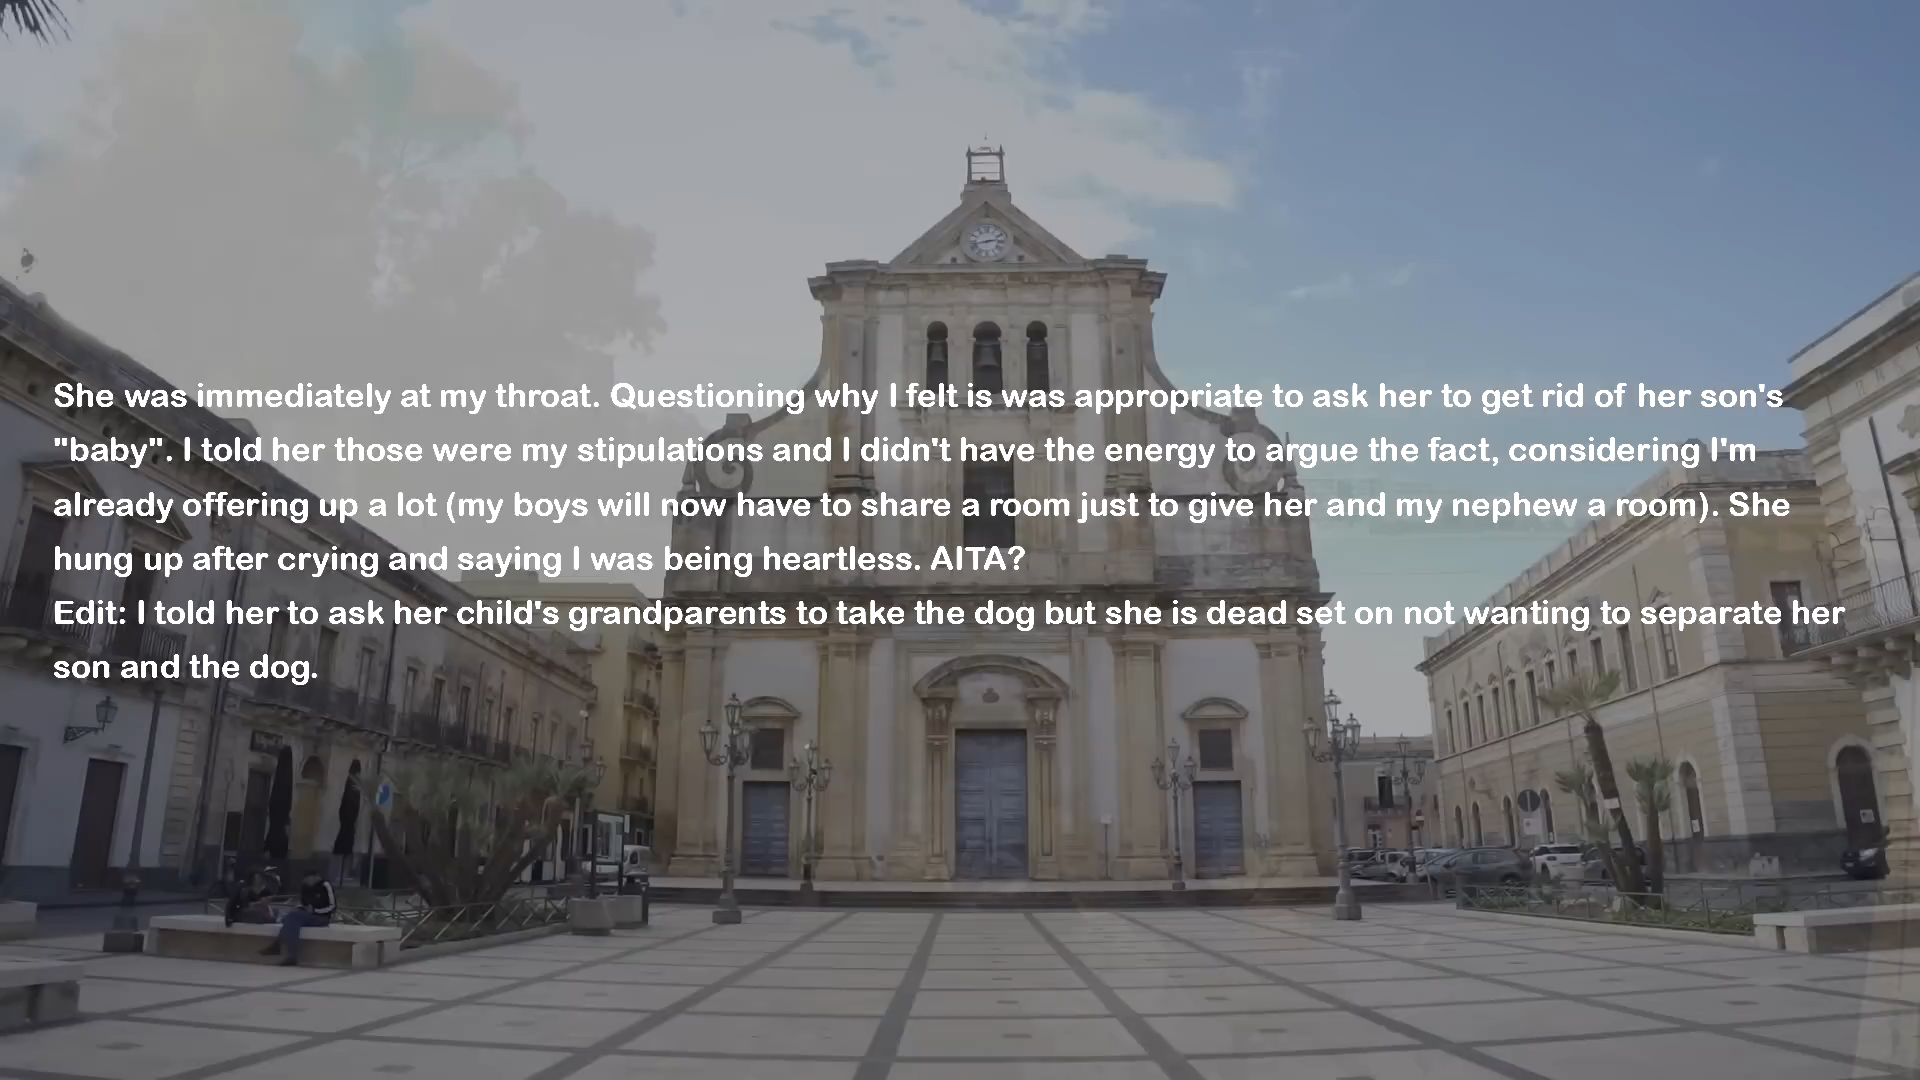 She was immediately at my throat. Questioning why I felt is was appropriate to ask her to get rid of her son's
"baby". I told her those were my stipulations and I didn't have the energy to argue the fact, considering I'm
already offering up a lot (my boys will now have to share a room just to give her and my nephew a room). She
hung up after crying and saying I was being heartless. AITA?
Edit: I told her to ask her child's grandparents to take the dog but she is dead set on not wanting to separate her
son and the dog.